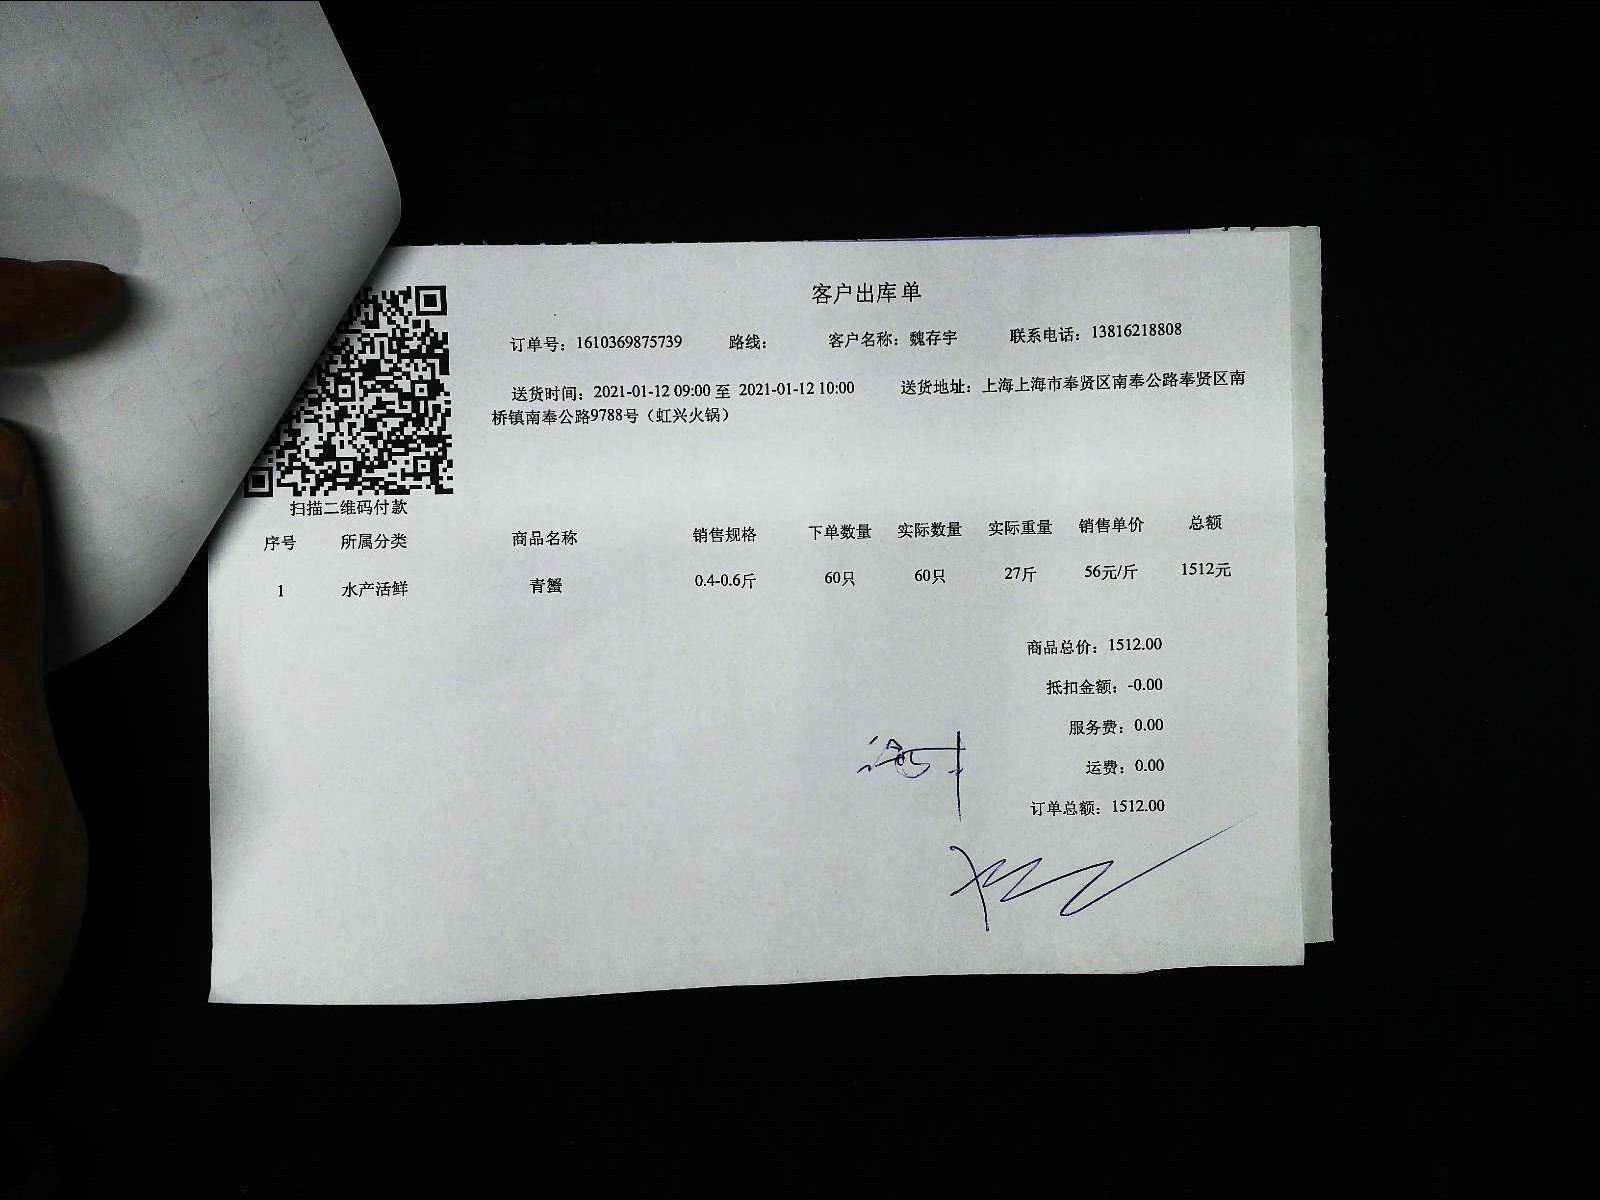 客户出库单
订单号：1610369875739 路线： 客户名称：魏存宇 联系电话：13816218808
送货时间：2021-01-12 09:00 至 2021-01-12 10:00 送货地址：上海上海市奉贤区南奉公路奉贤区南
桥镇南奉公路9788号（虹兴火锅）
扫描二维码付款
序号 所属分类 商品名称 销售规格 下单数量 实际数量 实际重量 销售单价 总额
1 水产活鲜 青蟹 0.4-0.6斤 60只 60只 27斤 56元/斤 1512元
商品总价：1512.00
抵扣金额：-0.00
服务费：0.00
运费：0.00
订单总额：1512.00